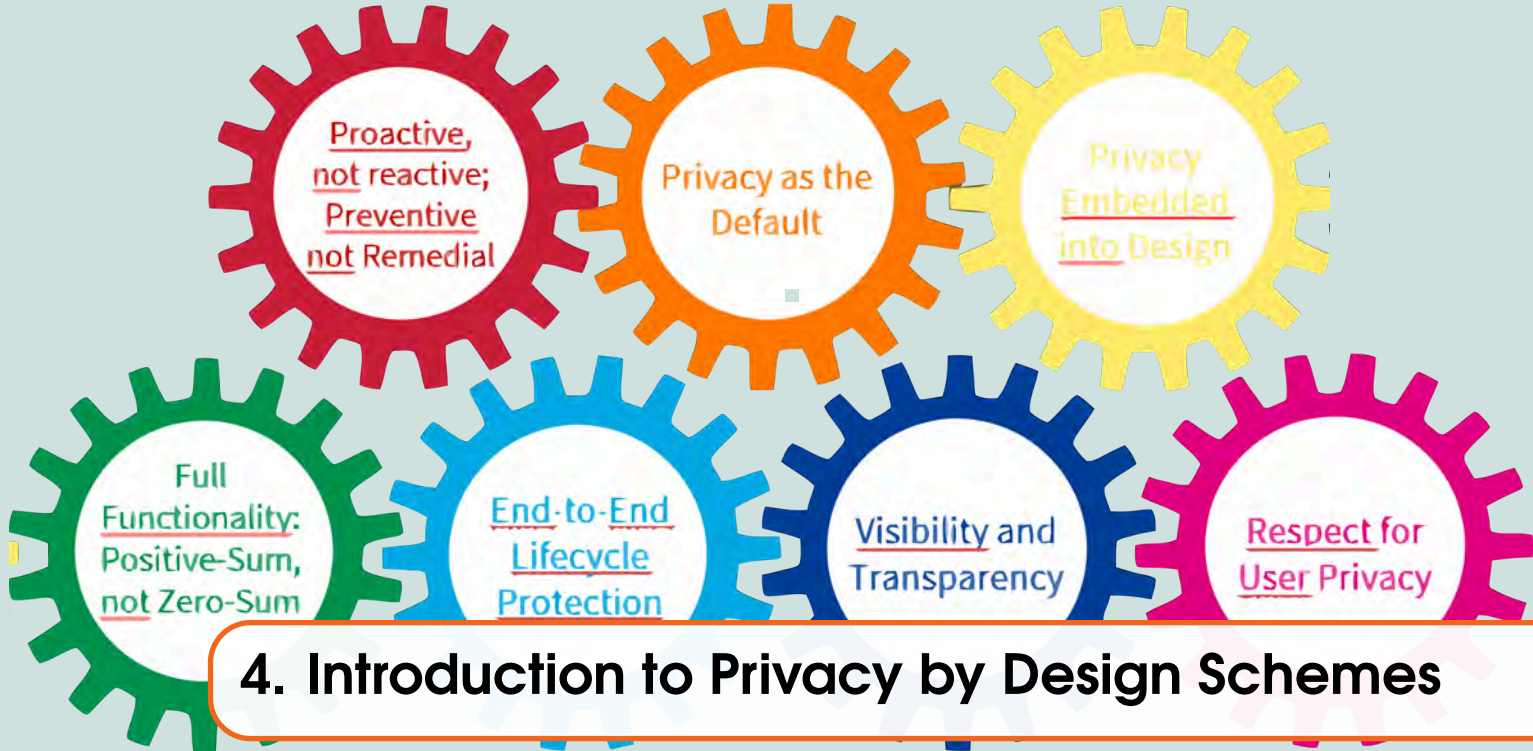 Proactive,
not reactive;
Preventive
not Remedial
Privacy as the
Default
Privacy
Embedded
into Design
Full
Functionality:
Positive-Sum,
not Zero-Sum
End-to-End
Lifecycle
Protection
Visibility and
Transparency
Respect for
User Privacy
4. Introduction to Privacy by Design Schemes